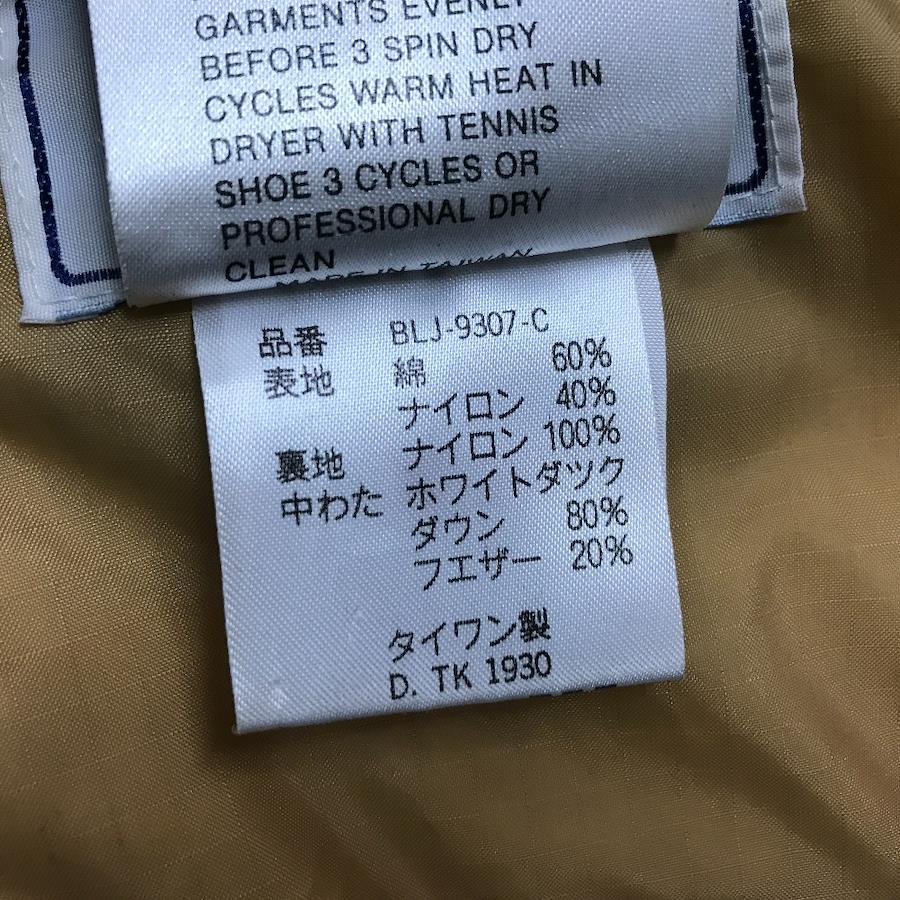 GARMENTS EVENLY
BEFORE 3 SPIN DRY
CYCLES WARM HEAT IN
DRYER WITH TENNIS
SHOE 3 CYCLES OR
PROFESSIONAL DRY
CLEAN
MADE IN TAIWAN
品番 BLJ-9307-C
表地 綿 60%
ナイロン 40%
裏地 ナイロン 100%
中わた ホワイトダック
ダウン 80%
フエザー 20%
タイワン製
D. TK 1930